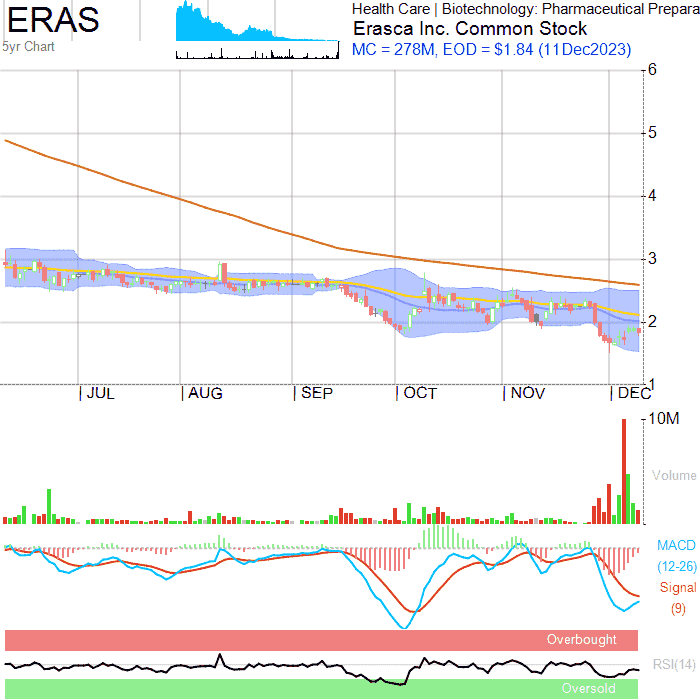 ERAS
5yr Chart
Health Care | Biotechnology: Pharmaceutical Prepara
Erasca Inc. Common Stock
MC = 278M, EOD = $1.84 (11Dec2023)
6
5
4
3
2
1
| JUL | AUG | SEP | OCT | NOV | DEC
10M
Volume
MACD
(12-26)
Signal
(9)
Overbought
RSI(14)
Oversold